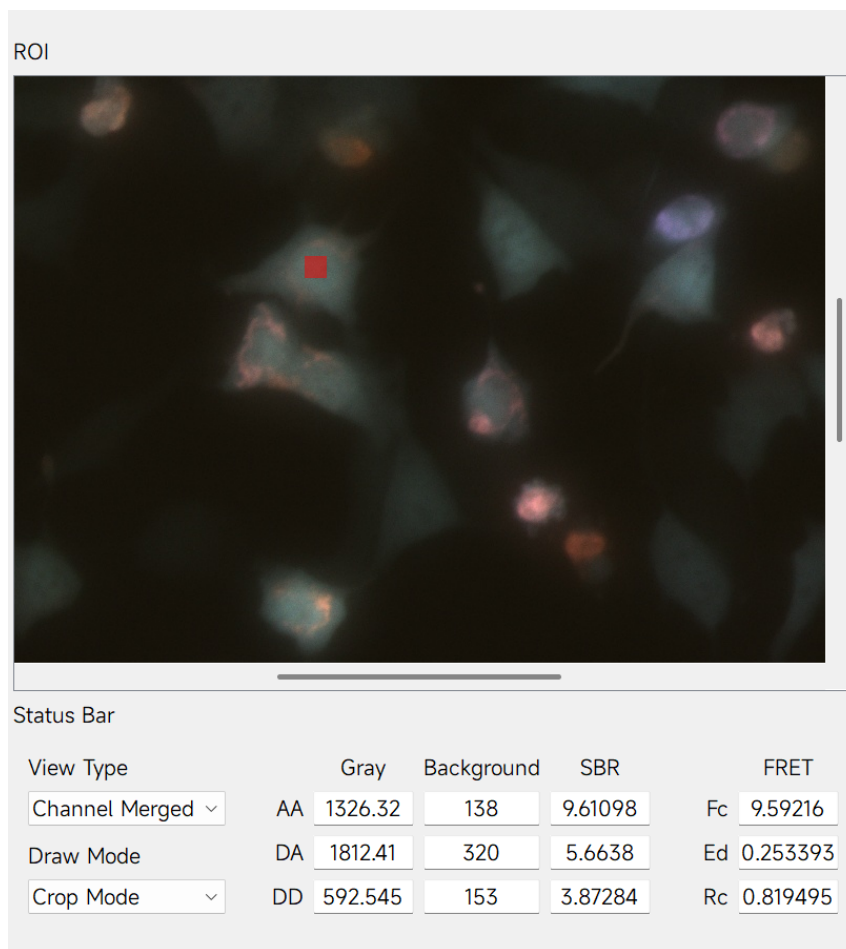 ROI
Status Bar
View Type Gray Background SBR FRET
Channel Merged AA 1326.32 138 9.61098 Fc 9.59216
Draw Mode DA 1812.41 320 5.6638 Ed 0.253393
Crop Mode DD 592.545 153 3.87284 Rc 0.819495